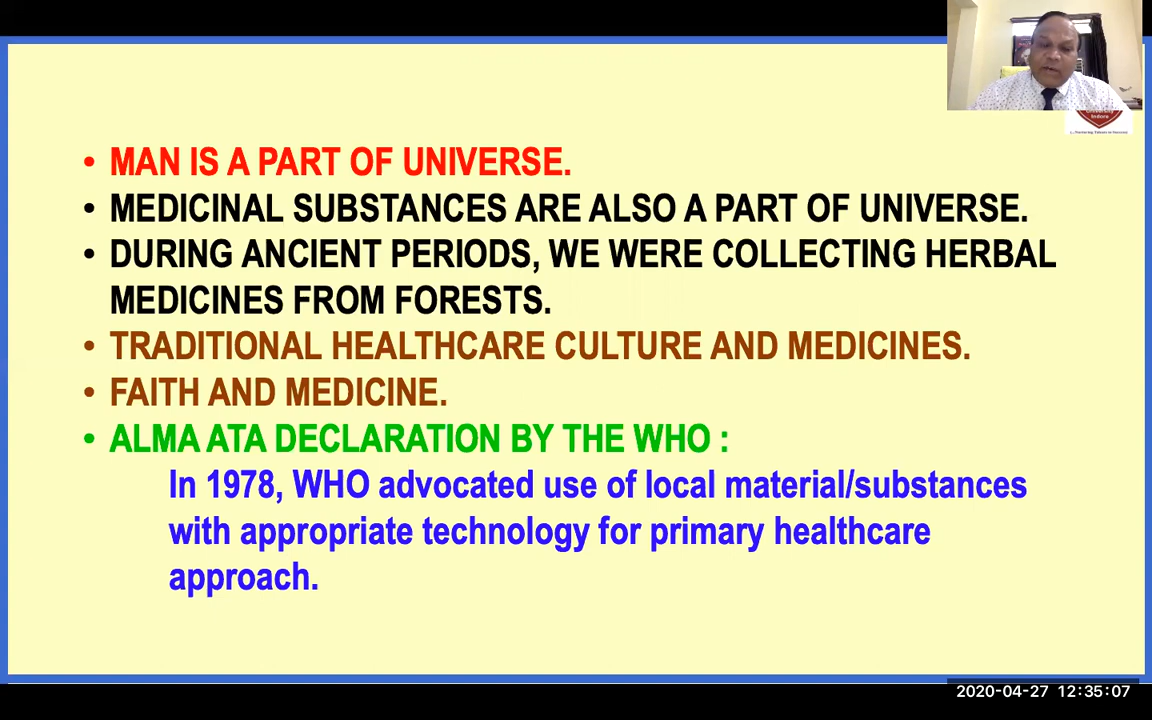 Indore
• MAN IS A PART OF UNIVERSE.
• MEDICINAL SUBSTANCES ARE ALSO A PART OF UNIVERSE.
• DURING ANCIENT PERIODS, WE WERE COLLECTING HERBAL
MEDICINES FROM FORESTS.
• TRADITIONAL HEALTHCARE CULTURE AND MEDICINES.
• FAITH AND MEDICINE.
• ALMA ATA DECLARATION BY THE WHO :
In 1978, WHO advocated use of local material/substances
with appropriate technology for primary healthcare
approach.
2020-04-27 12:35:07